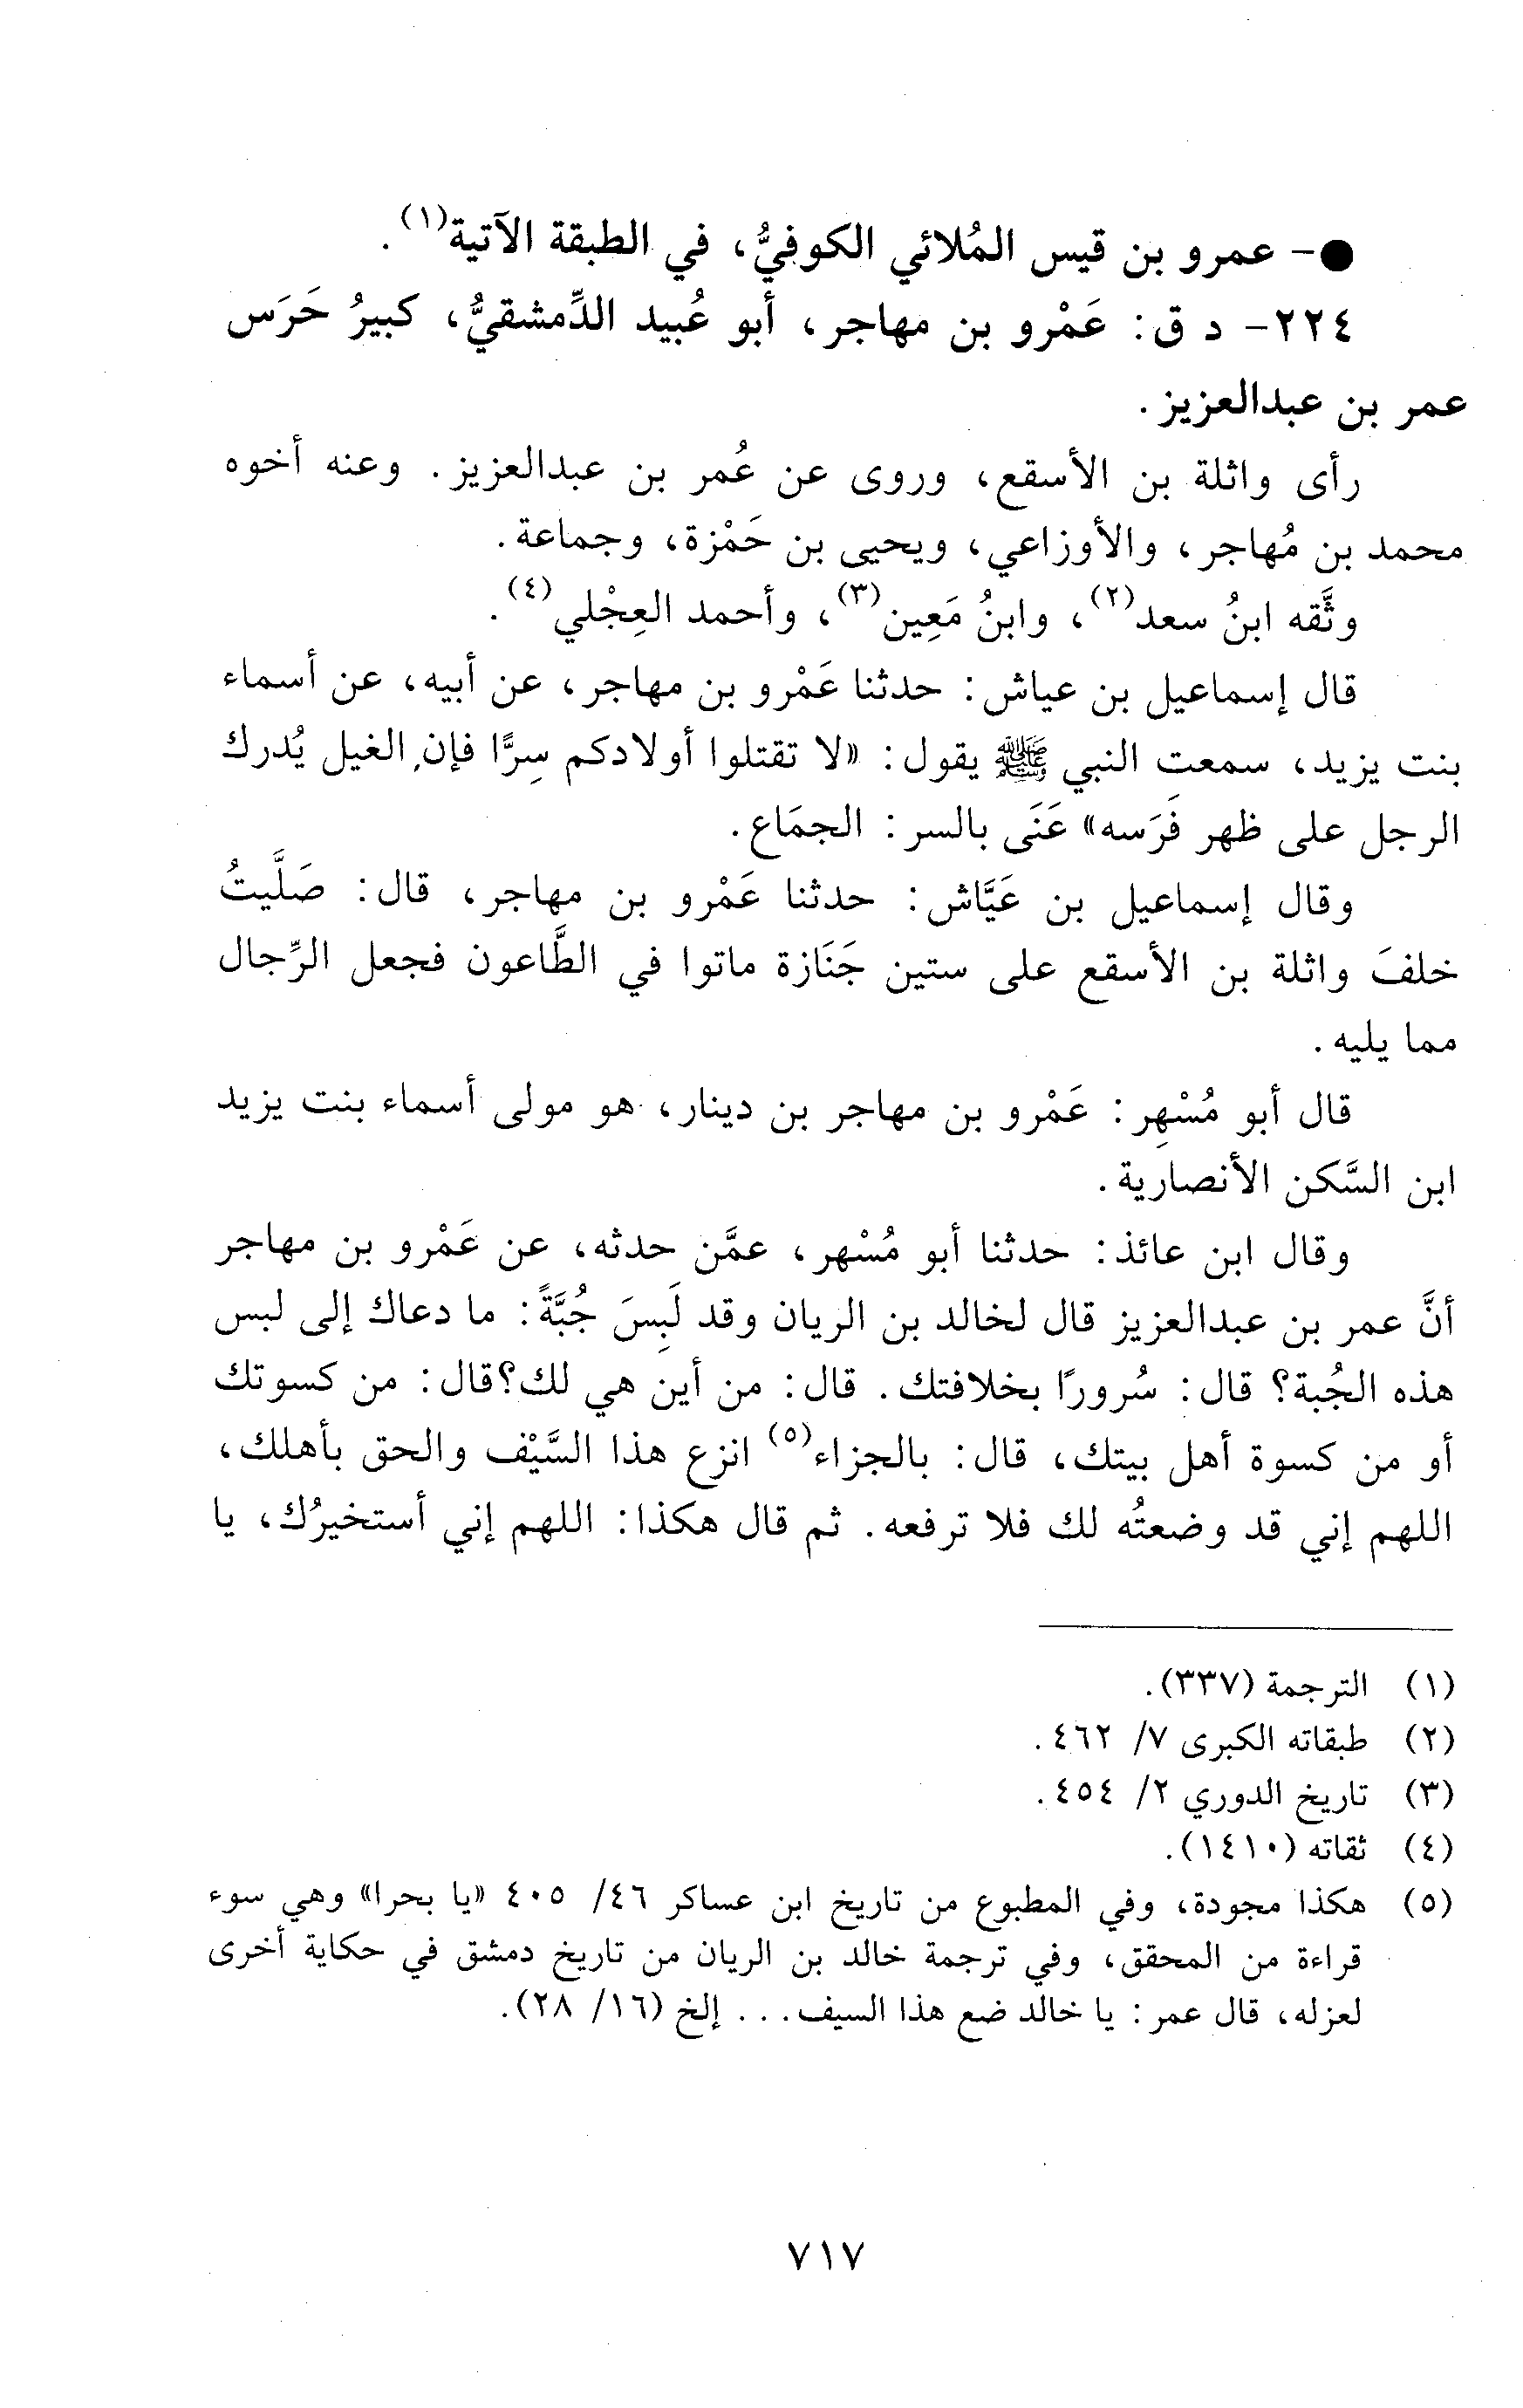 ●- عمرو بن قيس المُلائي الكوفيُّ، في الطبقة الآتية(١).
٢٢٤- د ق: عَمْرو بن مهاجر، أبو عُبيد الدِّمشقيُّ، كبيرُ حَرَس
عمر بن عبدالعزيز.
رأى واثلة بن الأسقع، وروى عن عُمر بن عبدالعزيز. وعنه أخوه
محمد بن مُهاجر، والأوزاعي، ويحيى بن حَمْزة، وجماعة.
وثَّقه ابنُ سعد(٢)، وابنُ مَعِين(٣)، وأحمد العِجْلي(٤).
قال إسماعيل بن عياش: حدثنا عَمْرو بن مهاجر، عن أبيه، عن أسماء
بنت يزيد، سمعت النبي ﷺ يقول: «لا تقتلوا أولادكم سِرًّا فإن الغيل يُدرك
الرجل على ظهر فَرَسه» عَنَى بالسر: الجمَاع.
وقال إسماعيل بن عَيَّاش: حدثنا عَمْرو بن مهاجر، قال: صَلَّيتُ
خلفَ واثلة بن الأسقع على ستين جَنَازة ماتوا في الطَّاعون فجعل الرِّجال
مما يليه.
قال أبو مُسْهِر: عَمْرو بن مهاجر بن دينار، هو مولى أسماء بنت يزيد
ابن السَّكن الأنصارية.
وقال ابن عائذ: حدثنا أبو مُسْهر، عمَّن حدثه، عن عَمْرو بن مهاجر
أنَّ عمر بن عبدالعزيز قال لخالد بن الريان وقد لَبِسَ جُبَّةً: ما دعاك إلى لبس
هذه الجُبة؟ قال: سُرورًا بخلافتك. قال: من أين هي لك؟قال: من كسوتك
أو من كسوة أهل بيتك، قال: بالجزاء(٥) انزع هذا السَّيْف والحق بأهلك،
اللهم إني قد وضعتُه لك فلا ترفعه. ثم قال هكذا: اللهم إني أستخيرُك، يا
(١) الترجمة (٣٣٧).
(٢) طبقاته الكبرى ٧/ ٤٦٢.
(٣) تاريخ الدوري ٢/ ٤٥٤.
(٤) ثقاته (١٤١٠).
(٥) هكذا مجودة، وفي المطبوع من تاريخ ابن عساكر ٤٦/ ٤٠٥ «يا بحرا» وهي سوء
قراءة من المحقق، وفي ترجمة خالد بن الريان من تاريخ دمشق في حكاية أخرى
لعزله، قال عمر: يا خالد ضع هذا السيف... إلخ (١٦/ ٢٨).
٧١٧